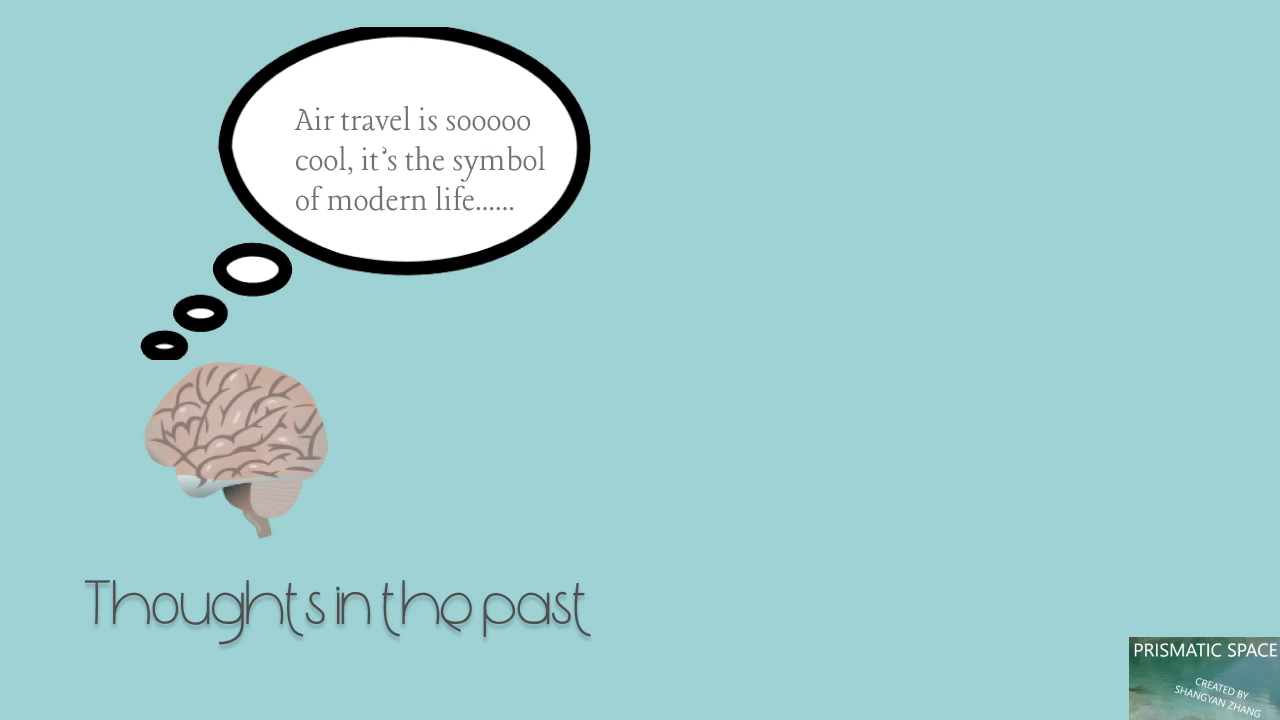 Air travel is sooooo
cool, it's the symbol
of modern life......
Thoughts in the past
PRISMATIC SPACE
CREATED BY
SHANGYAN ZHANG